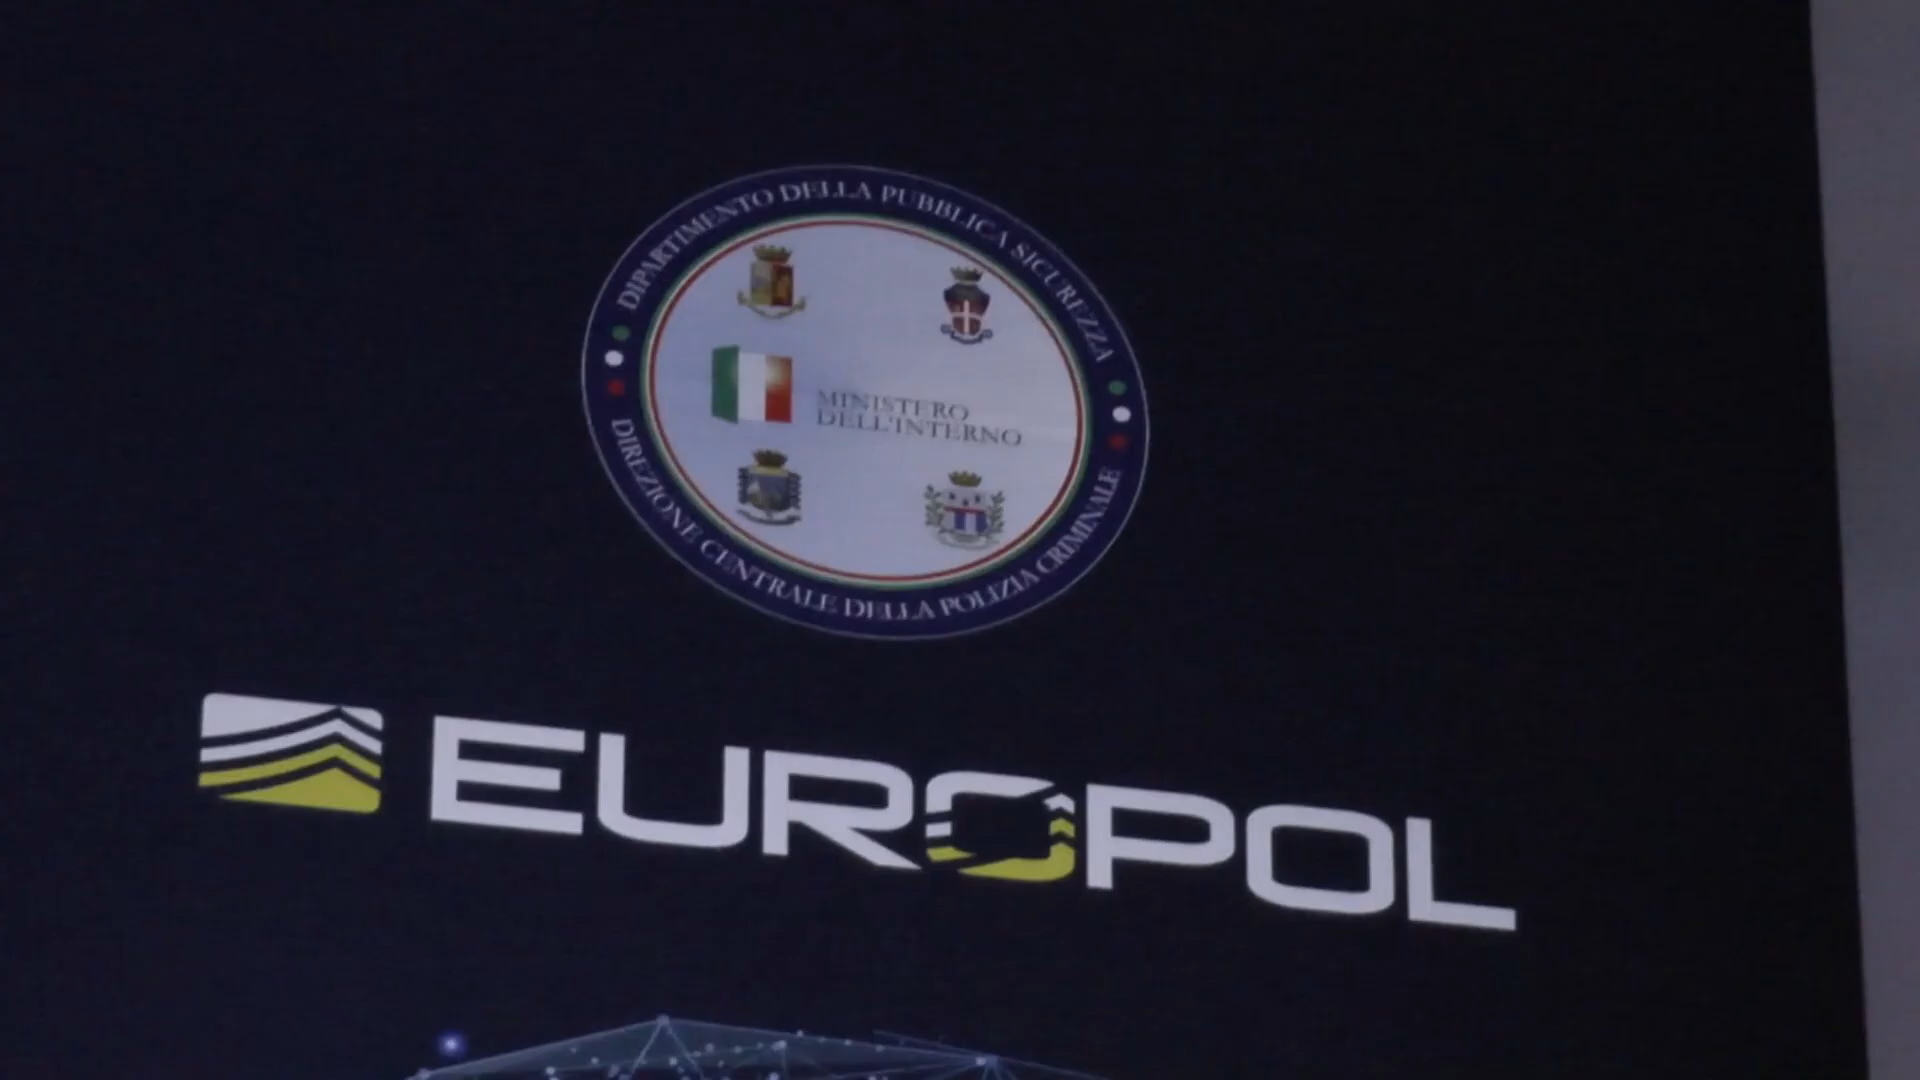 DIPARTIMENTO DELLA PUBBLICA SICUREZZA
MINISTERO
DELL'INTERNO
DIREZIONE CENTRALE DELLA POLIZIA CRIMINALE
EUROPOL